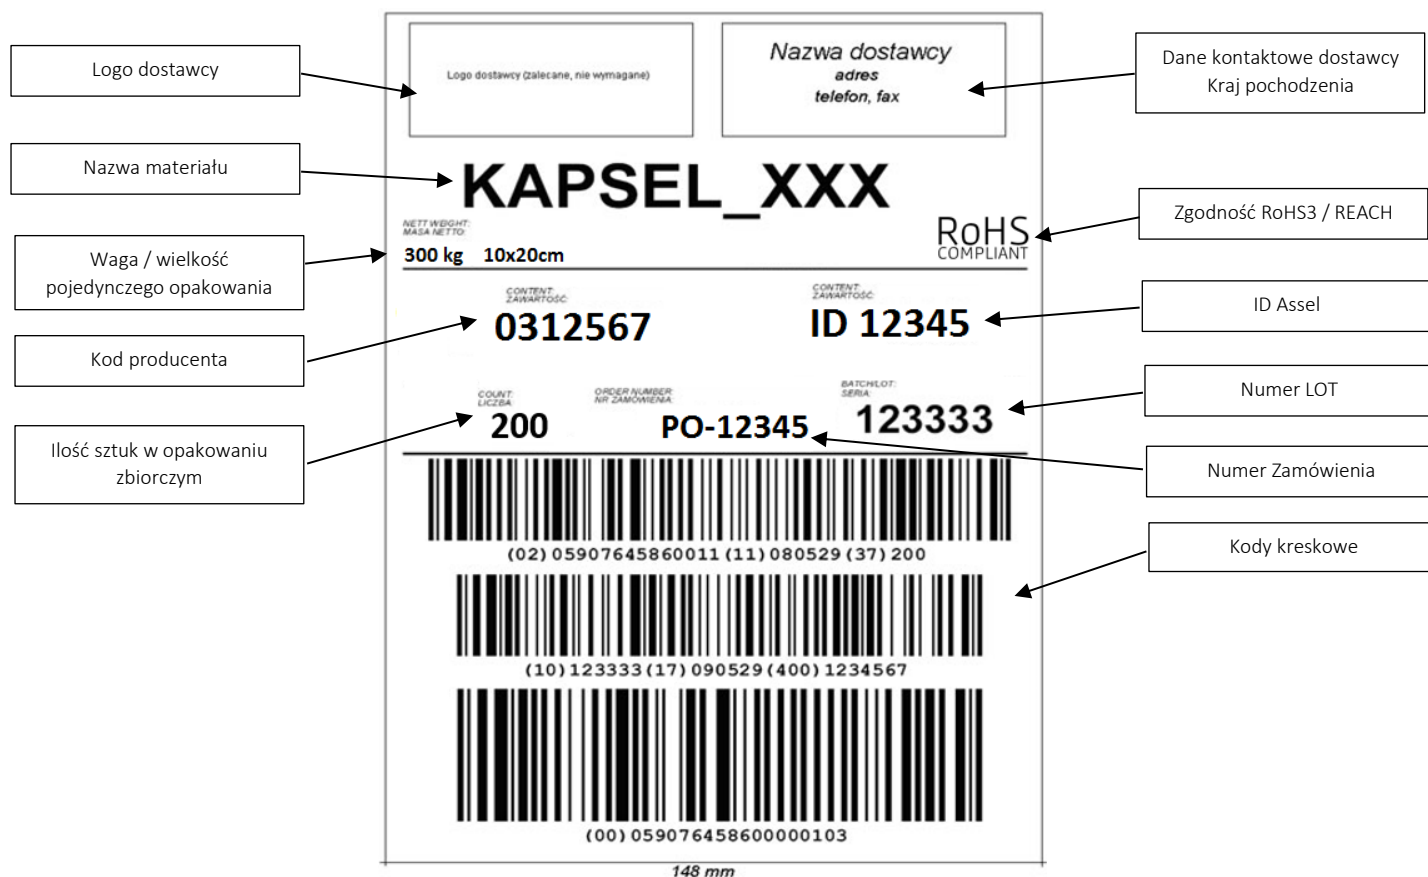 Logo dostawcy
Logo dostawcy (zalecane, nie wymagane)
Nazwa dostawcy
adres
telefon, fax
Dane kontaktowe dostawcy
Kraj pochodzenia
Nazwa materiału
KAPSEL_XXX
NETT WEIGHT:
MASA NETTO:
300 kg 10x20cm
RoHS
COMPLIANT
Zgodność RoHS3 / REACH
Waga / wielkość
pojedynczego opakowania
CONTENT:
ZAWARTOŚĆ:
0312567
CONTENT:
ZAWARTOŚĆ:
ID 12345
ID Assel
Kod producenta
COUNT:
LICZBA:
200
ORDER NUMBER:
NR ZAMÓWIENIA:
PO-12345
BATCH/LOT:
SERIA:
123333
Numer LOT
Ilość sztuk w opakowaniu
zbiorczym
Numer Zamówienia
(02)05907645860011(11)080529(37)200
Kody kreskowe
(10)123333(17)090529(400)1234567
(00)059076458600000103
148 mm